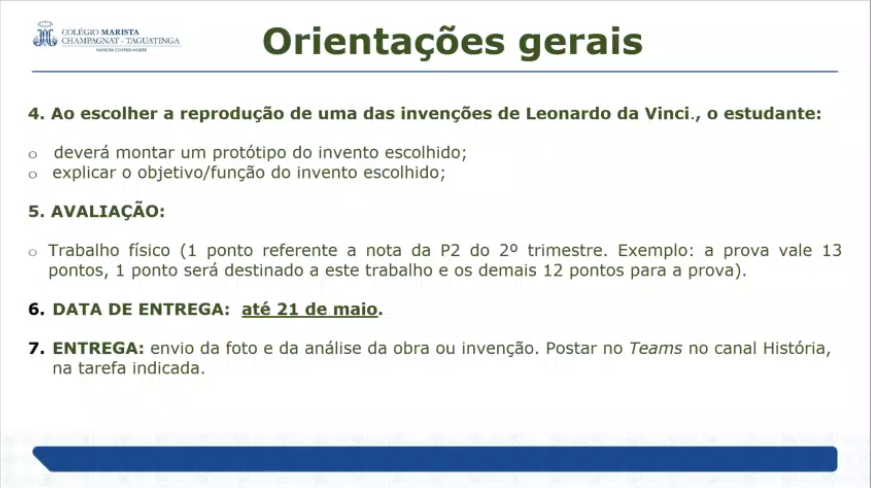 COLÉGIO MARISTA
CHAMPAGNAT - TAGUATINGA
Orientações gerais
4. Ao escolher a reprodução de uma das invenções de Leonardo da Vinci., o estudante:
o deverá montar um protótipo do invento escolhido;
o explicar o objetivo/função do invento escolhido;
5. AVALIAÇÃO:
o Trabalho físico (1 ponto referente a nota da P2 do 2º trimestre. Exemplo: a prova vale 13
pontos, 1 ponto será destinado a este trabalho e os demais 12 pontos para a prova).
6. DATA DE ENTREGA: até 21 de maio.
7. ENTREGA: envio da foto e da análise da obra ou invenção. Postar no Teams no canal História,
na tarefa indicada.